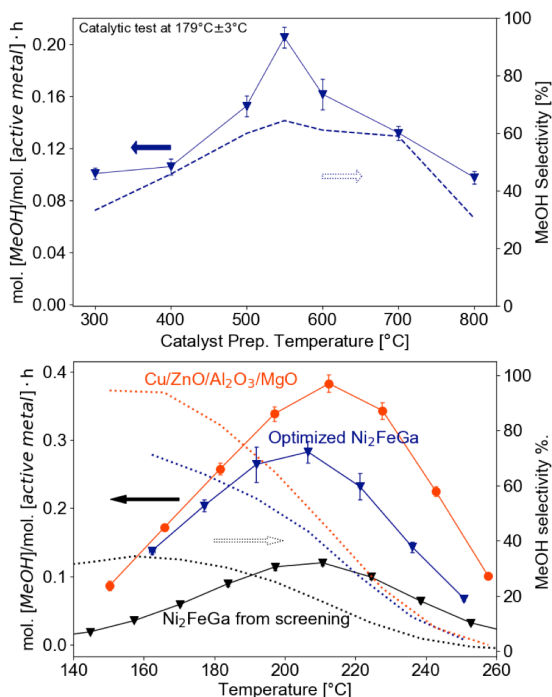 Catalytic test at 179°C±3°C
mol. [MeOH]/mol. [active metal] · h
0.20
0.16
0.12
0.08
0.04
0.00
100
80
60
40
20
0
MeOH Selectivity [%]
300 400 500 600 700 800
Catalyst Prep. Temperature [°C]
mol. [MeOH]/mol. [active metal] · h
0.4
0.3
0.2
0.1
0.0
Cu/ZnO/Al₂O₃/MgO
Optimized Ni₂FeGa
Ni₂FeGa from screening
100
80
60
40
20
0
MeOH selectivity %.
140 160 180 200 220 240 260
Temperature [°C]